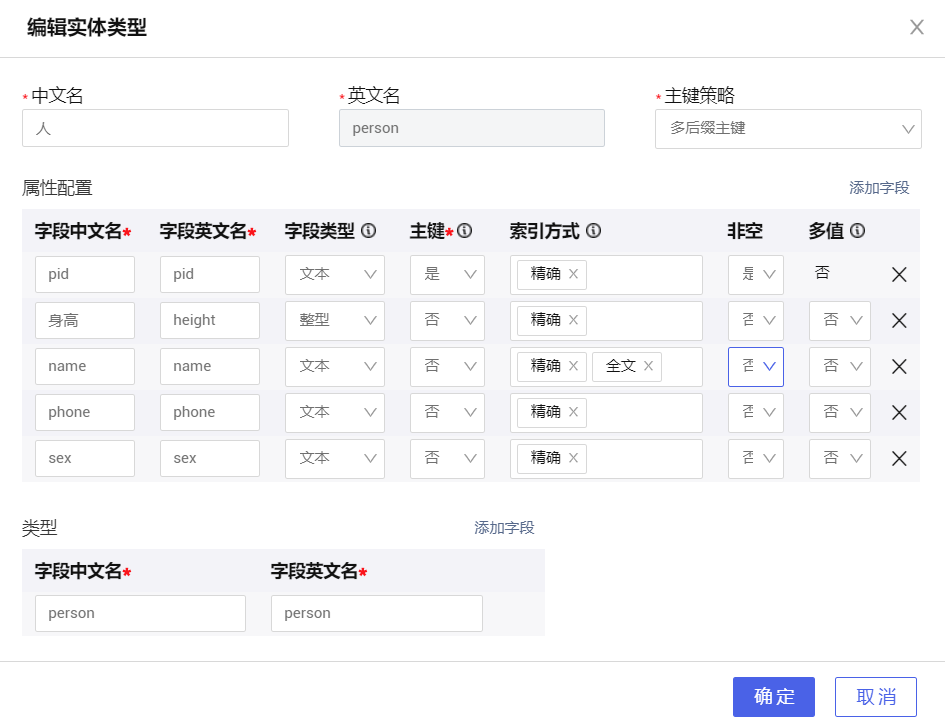 编辑实体类型
*中文名 *英文名 *主键策略
人 person 多后缀主键
属性配置 添加字段
字段中文名* 字段英文名* 字段类型 主键* 索引方式 非空 多值
pid pid 文本 是 精确 是 否
身高 height 整型 否 精确 否 否
name name 文本 否 精确 全文 否 否
phone phone 文本 否 精确 否 否
sex sex 文本 否 精确 否 否
类型 添加字段
字段中文名* 字段英文名*
person person
确定 取消